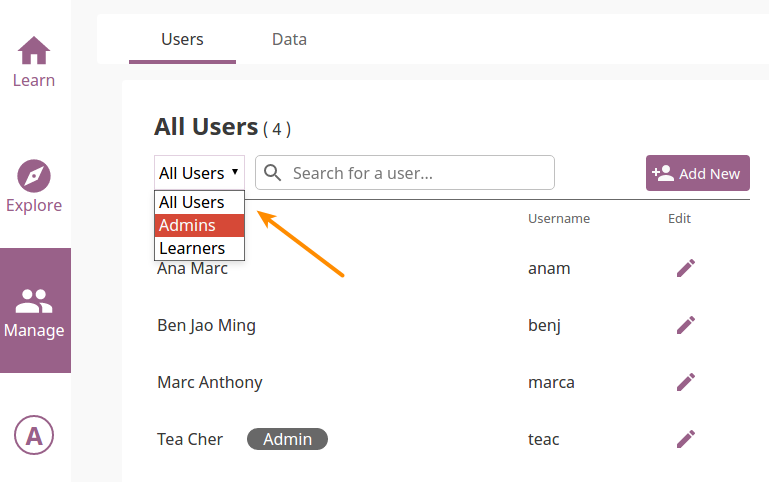 Users Data
Learn
All Users ( 4 )
All Users Search for a user... Add New
All Users
Admins
Learners
Explore
Username Edit
Ana Marc anam
Manage
Ben Jao Ming benj
Marc Anthony marca
A
Tea Cher Admin teac